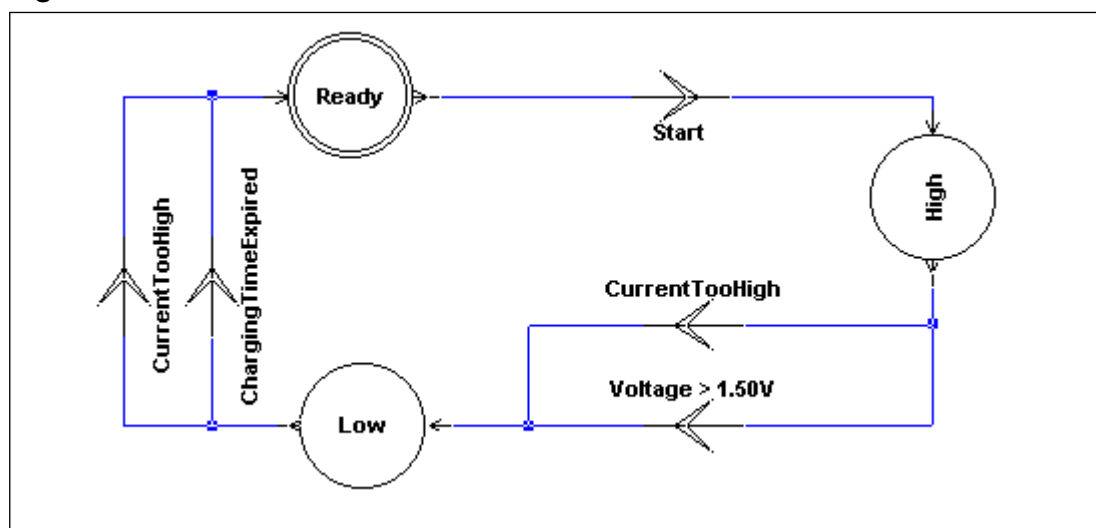 Ready
Start
High
CurrentTooHigh
ChargingTimeExpired
CurrentTooHigh
Voltage > 1.50V
Low